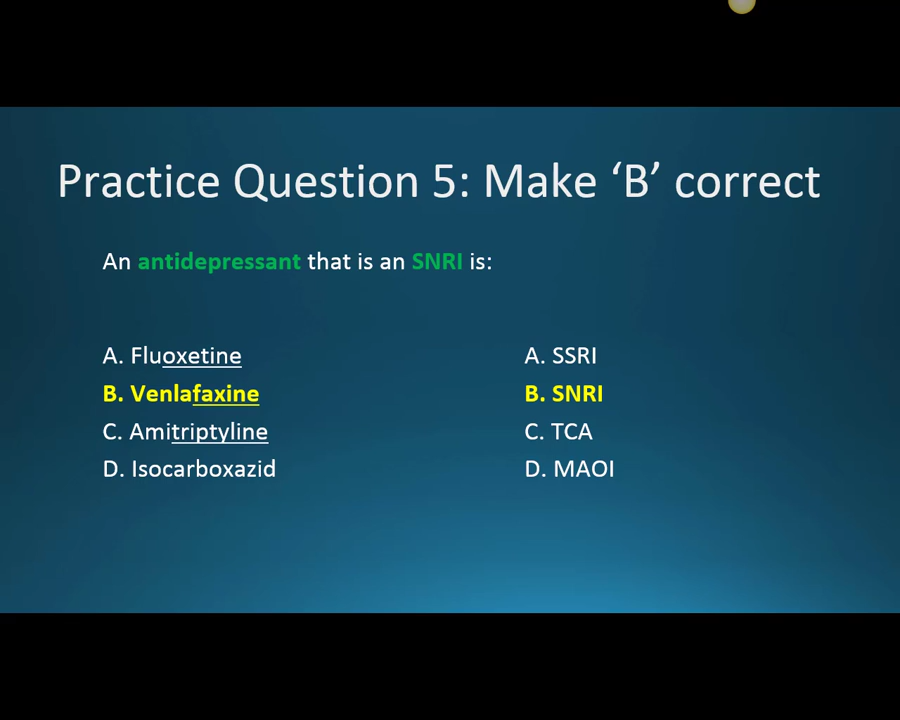 Practice Question 5: Make ‘B’ correct
An antidepressant that is an SNRI is:
A. Fluoxetine
B. Venlafaxine
C. Amitriptyline
D. Isocarboxazid
A. SSRI
B. SNRI
C. TCA
D. MAOI